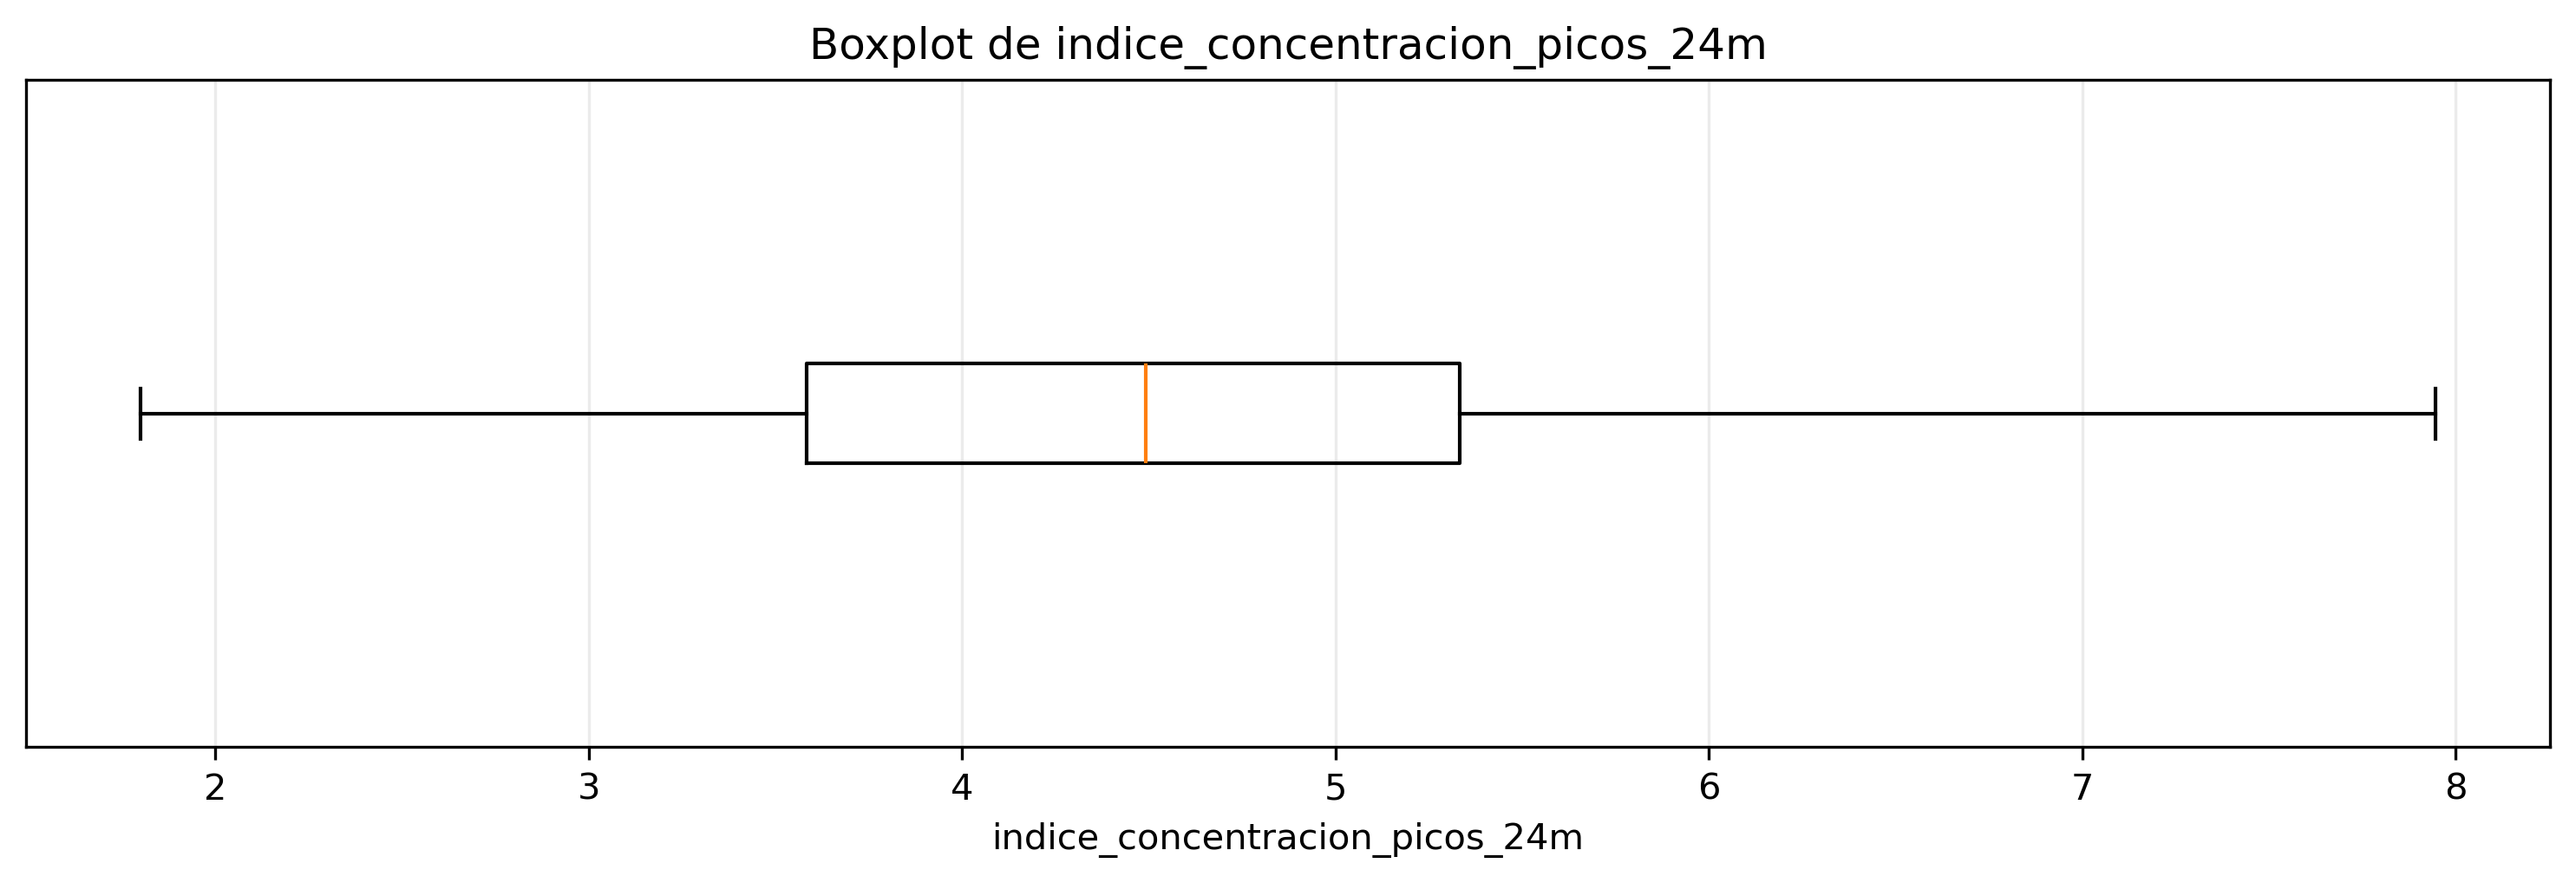 Boxplot de indice_concentracion_picos_24m
2 3 4 5 6 7 8
indice_concentracion_picos_24m